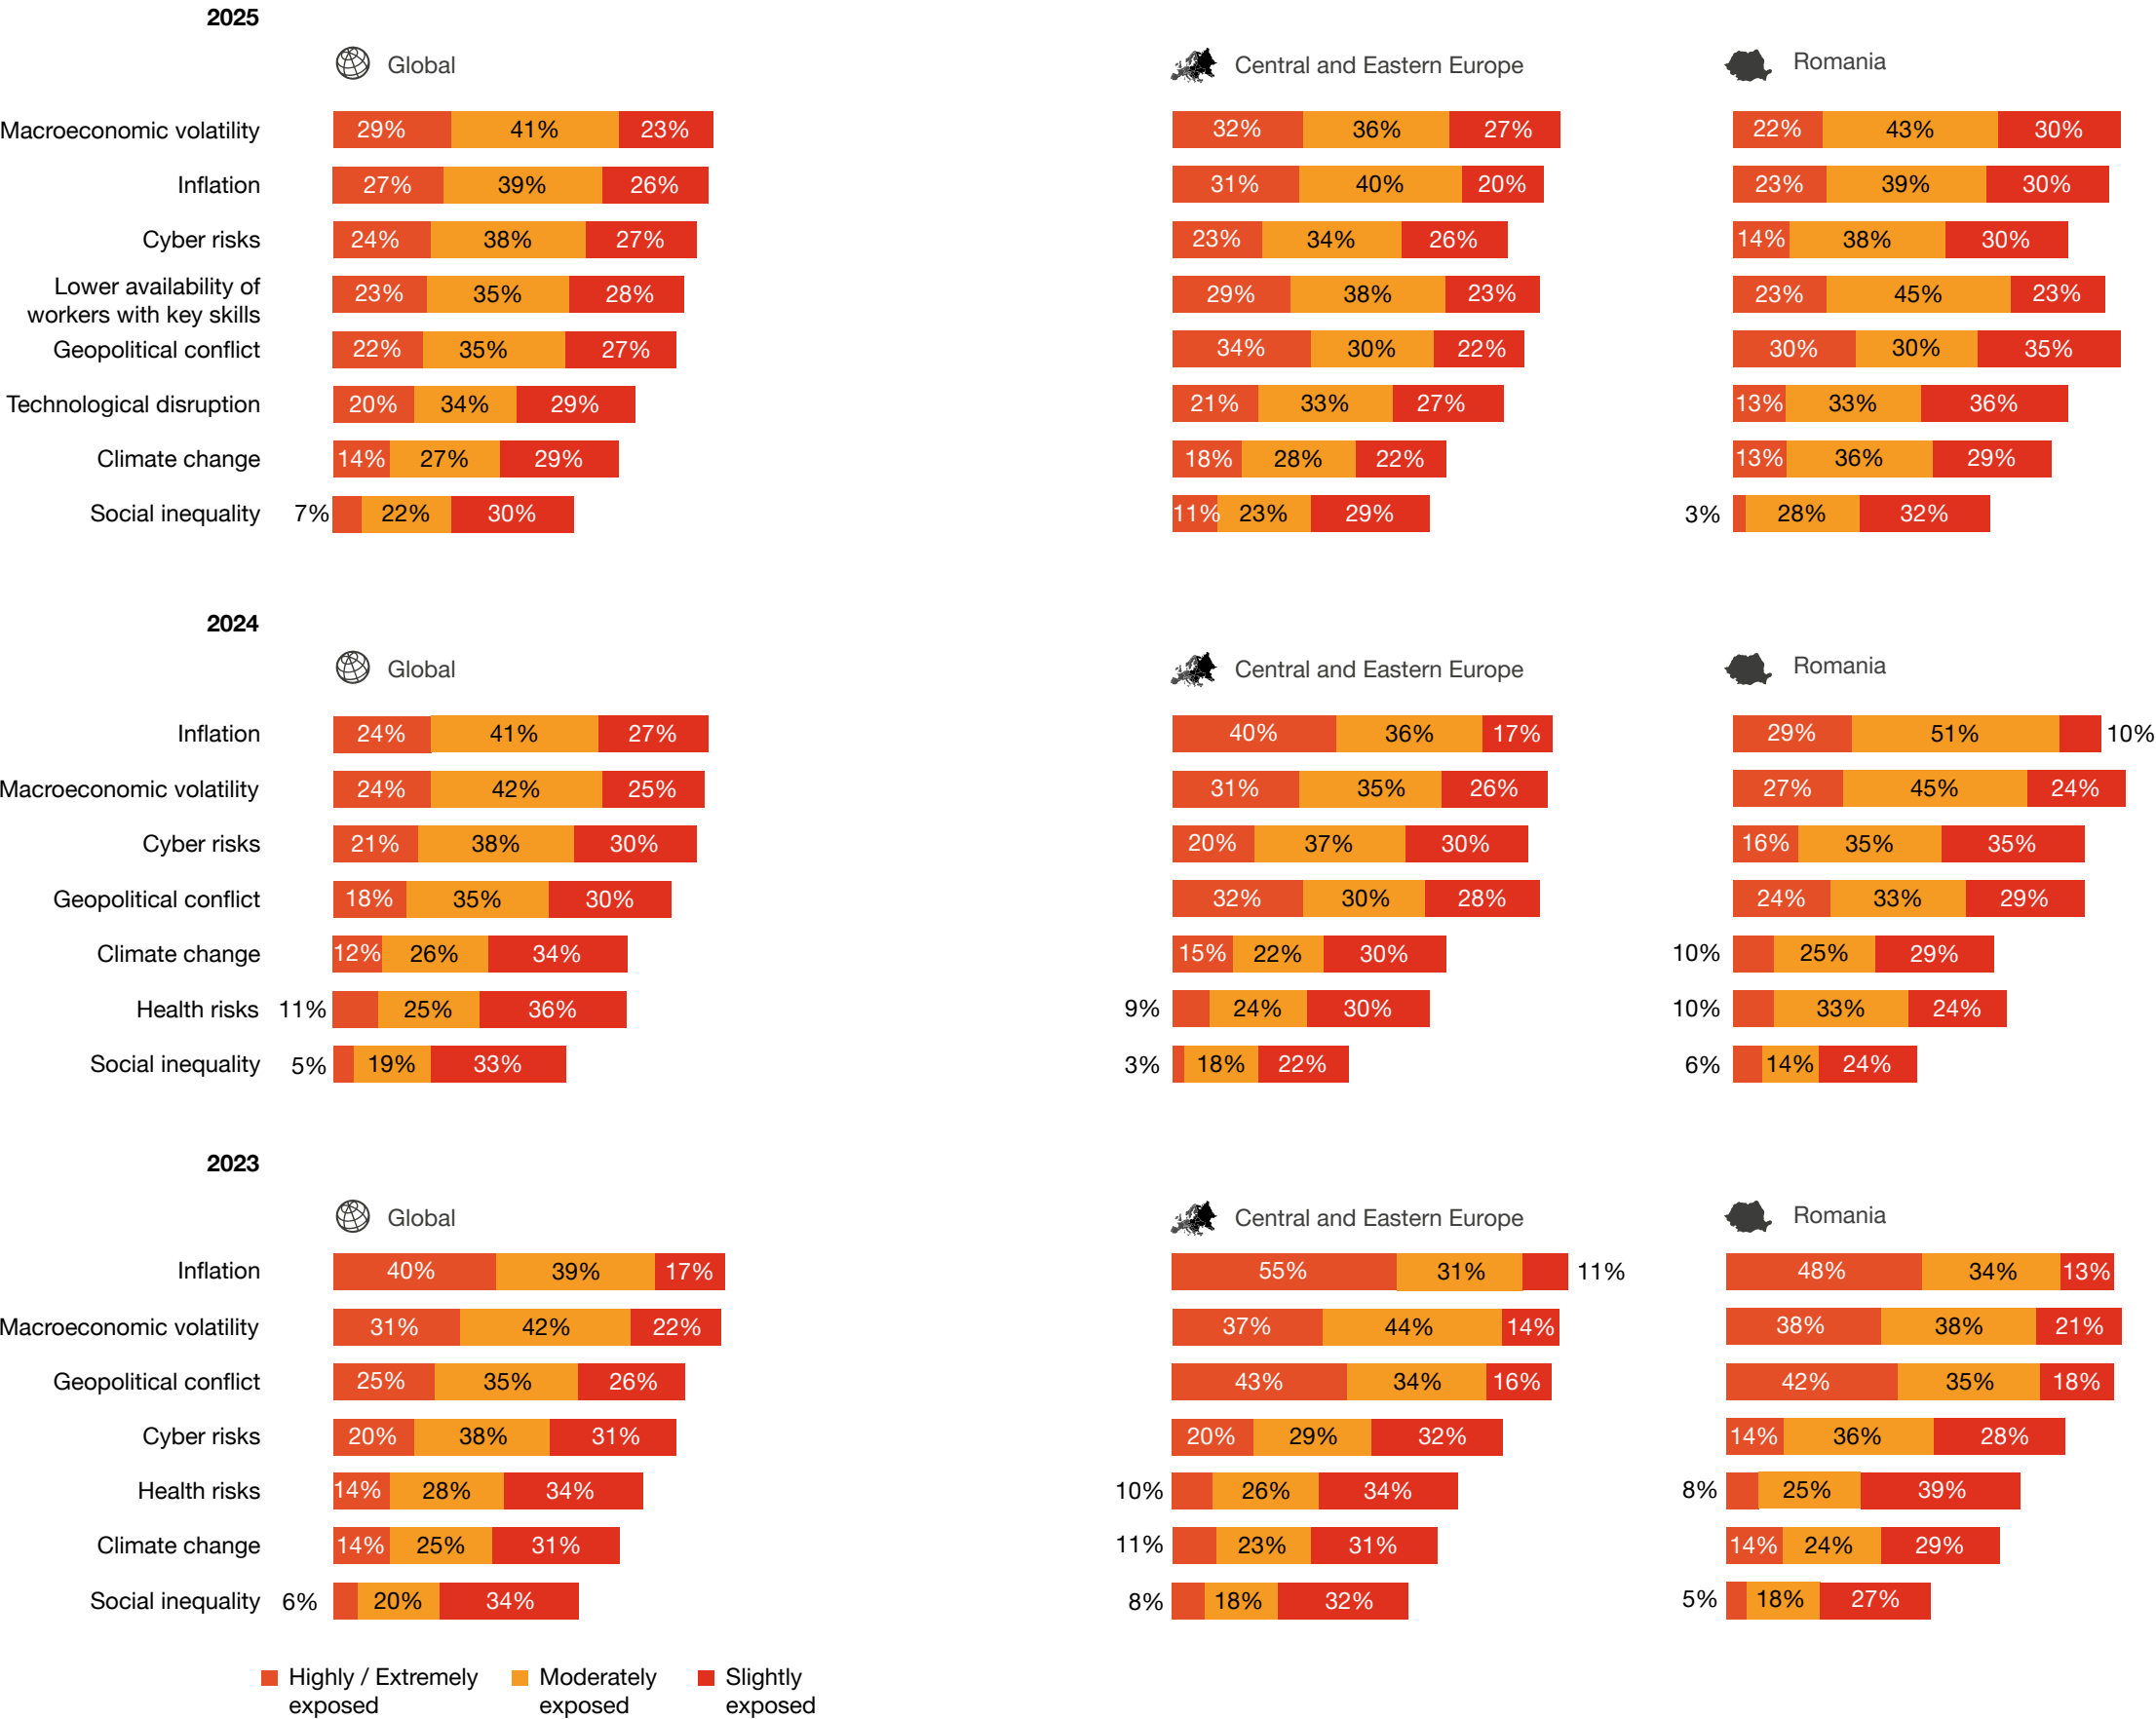 2025
Global
Central and Eastern Europe
Romania
Macroeconomic volatility 29% 41% 23% 32% 36% 27% 22% 43% 30%
Inflation 27% 39% 26% 31% 40% 20% 23% 39% 30%
Cyber risks 24% 38% 27% 23% 34% 26% 14% 38% 30%
Lower availability of
workers with key skills 23% 35% 28% 29% 38% 23% 23% 45% 23%
Geopolitical conflict 22% 35% 27% 34% 30% 22% 30% 30% 35%
Technological disruption 20% 34% 29% 21% 33% 27% 13% 33% 36%
Climate change 14% 27% 29% 18% 28% 22% 13% 36% 29%
Social inequality 7% 22% 30% 11% 23% 29% 3% 28% 32%
2024
Global
Central and Eastern Europe
Romania
Inflation 24% 41% 27% 40% 36% 17% 29% 51% 10%
Macroeconomic volatility 24% 42% 25% 31% 35% 26% 27% 45% 24%
Cyber risks 21% 38% 30% 20% 37% 30% 16% 35% 35%
Geopolitical conflict 18% 35% 30% 32% 30% 28% 24% 33% 29%
Climate change 12% 26% 34% 15% 22% 30% 10% 25% 29%
Health risks 11% 25% 36% 9% 24% 30% 10% 33% 24%
Social inequality 5% 19% 33% 3% 18% 22% 6% 14% 24%
2023
Global
Central and Eastern Europe
Romania
Inflation 40% 39% 17% 55% 31% 11% 48% 34% 13%
Macroeconomic volatility 31% 42% 22% 37% 44% 14% 38% 38% 21%
Geopolitical conflict 25% 35% 26% 43% 34% 16% 42% 35% 18%
Cyber risks 20% 38% 31% 20% 29% 32% 14% 36% 28%
Health risks 14% 28% 34% 10% 26% 34% 8% 25% 39%
Climate change 14% 25% 31% 11% 23% 31% 14% 24% 29%
Social inequality 6% 20% 34% 8% 18% 32% 5% 18% 27%
Highly / Extremely
exposed
Moderately
exposed
Slightly
exposed